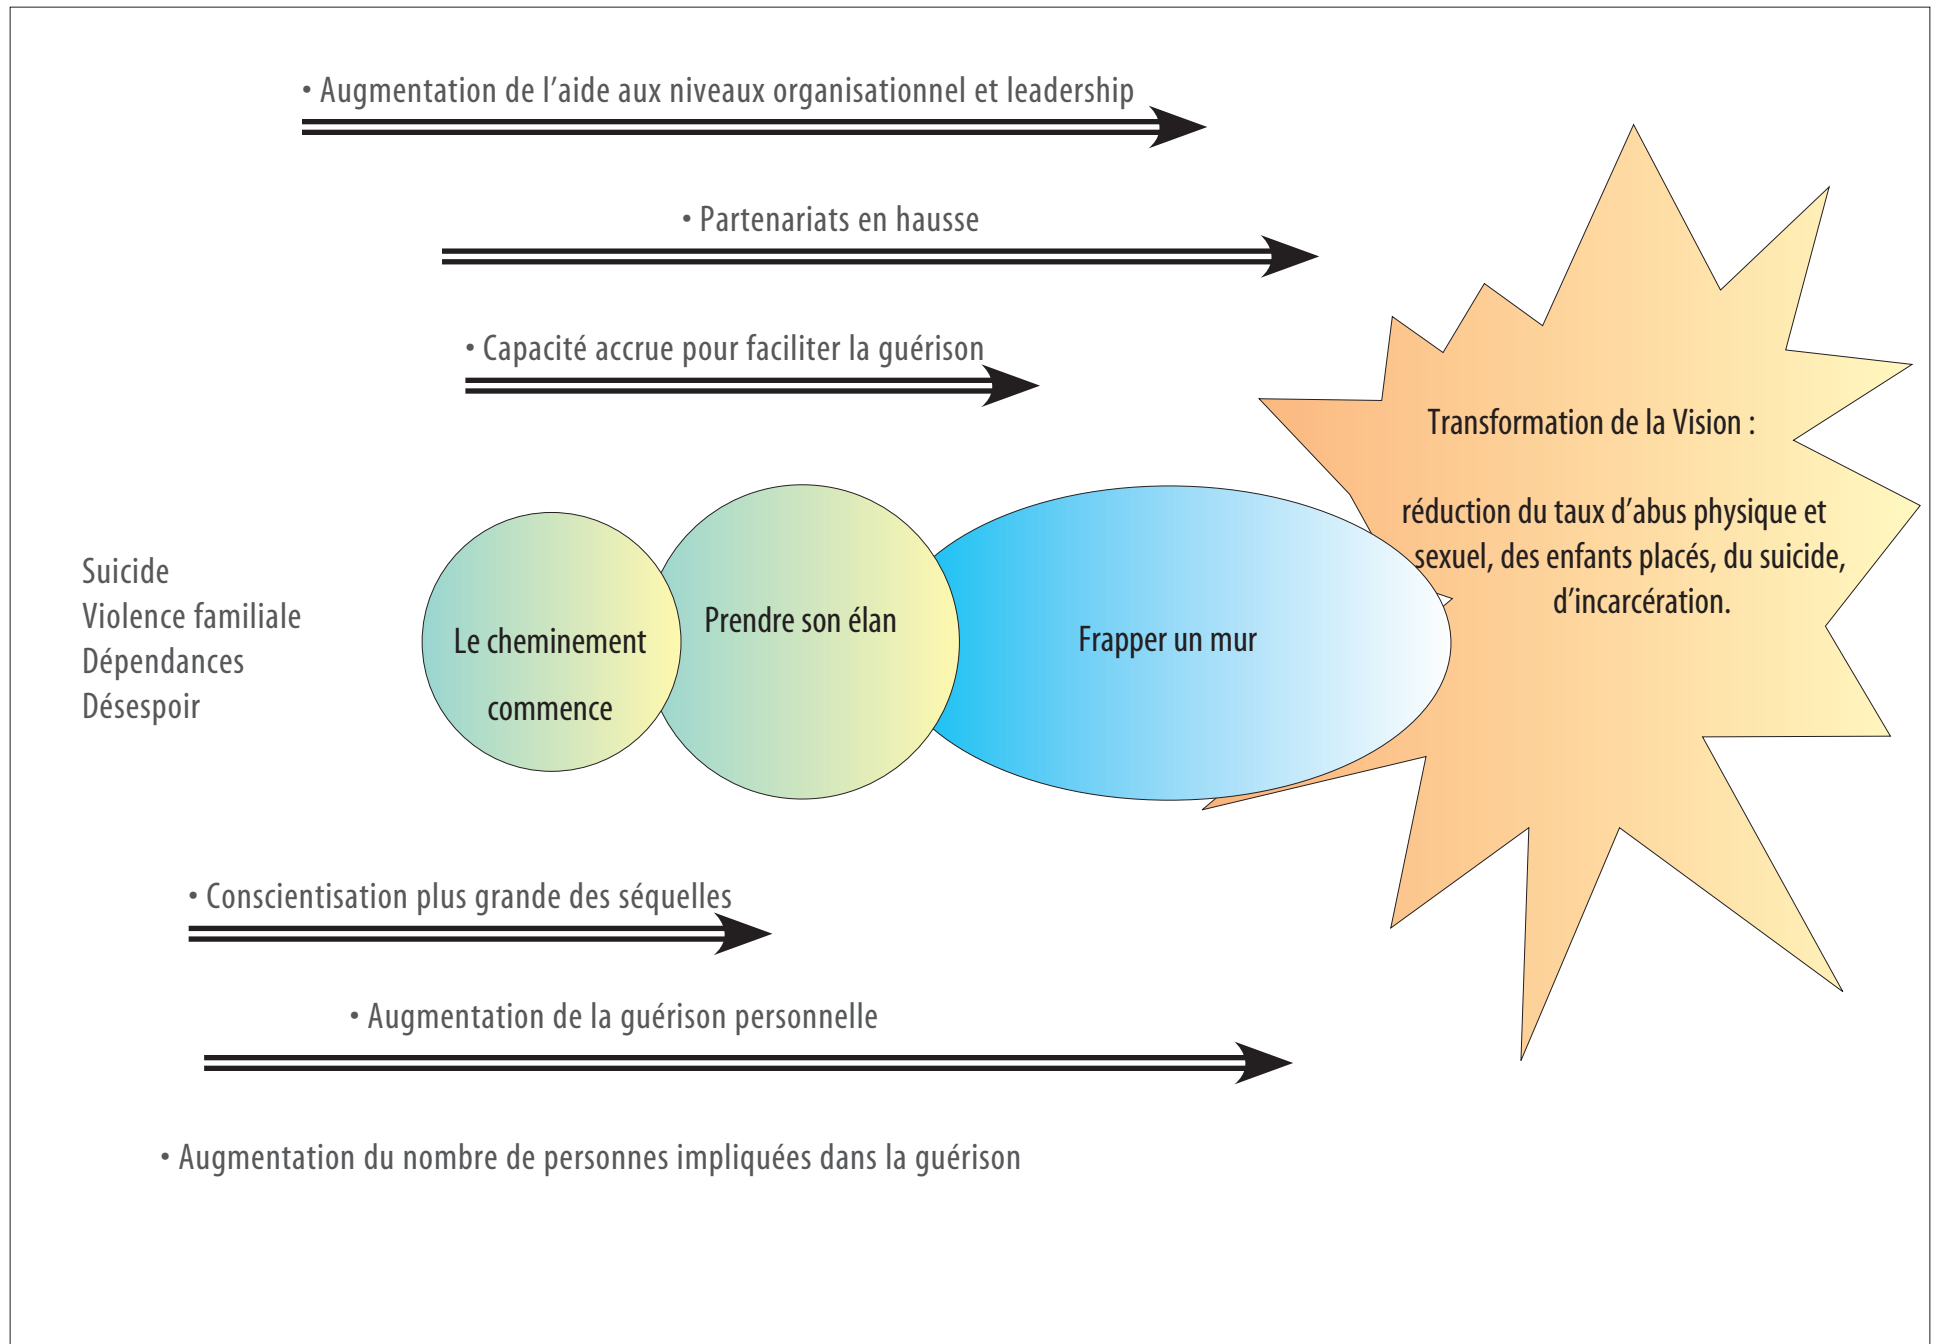 • Augmentation de l’aide aux niveaux organisationnel et leadership
• Partenariats en hausse
• Capacité accrue pour faciliter la guérison
Transformation de la Vision :
réduction du taux d’abus physique et
sexuel, des enfants placés, du suicide,
d’incarcération.
Suicide
Violence familiale
Dépendances
Désespoir
Le cheminement
commence
Prendre son élan
Frapper un mur
• Conscientisation plus grande des séquelles
• Augmentation de la guérison personnelle
• Augmentation du nombre de personnes impliquées dans la guérison